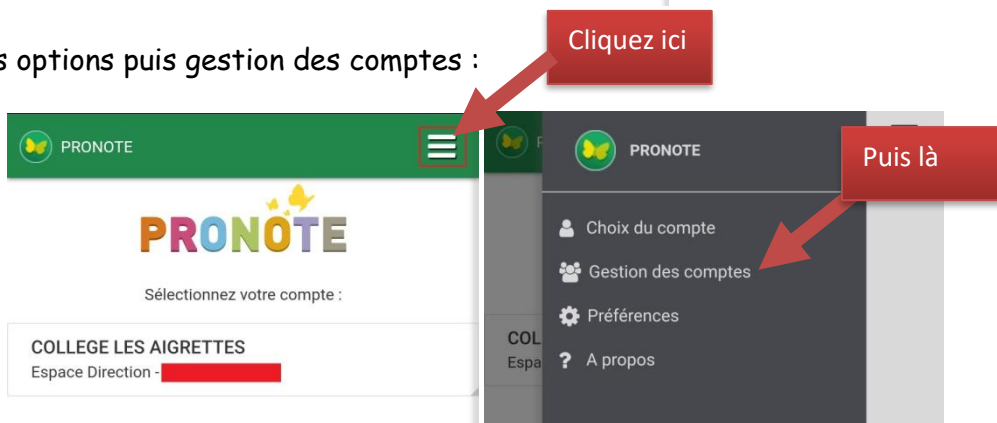 Cliquez ici
s options puis gestion des comptes :
PRONOTE
PRONOTE
Sélectionnez votre compte :
COLLEGE LES AIGRETTES
Espace Direction -
P
PRONOTE
Puis là
Choix du compte
Gestion des comptes
Préférences
? A propos
COL
Espa